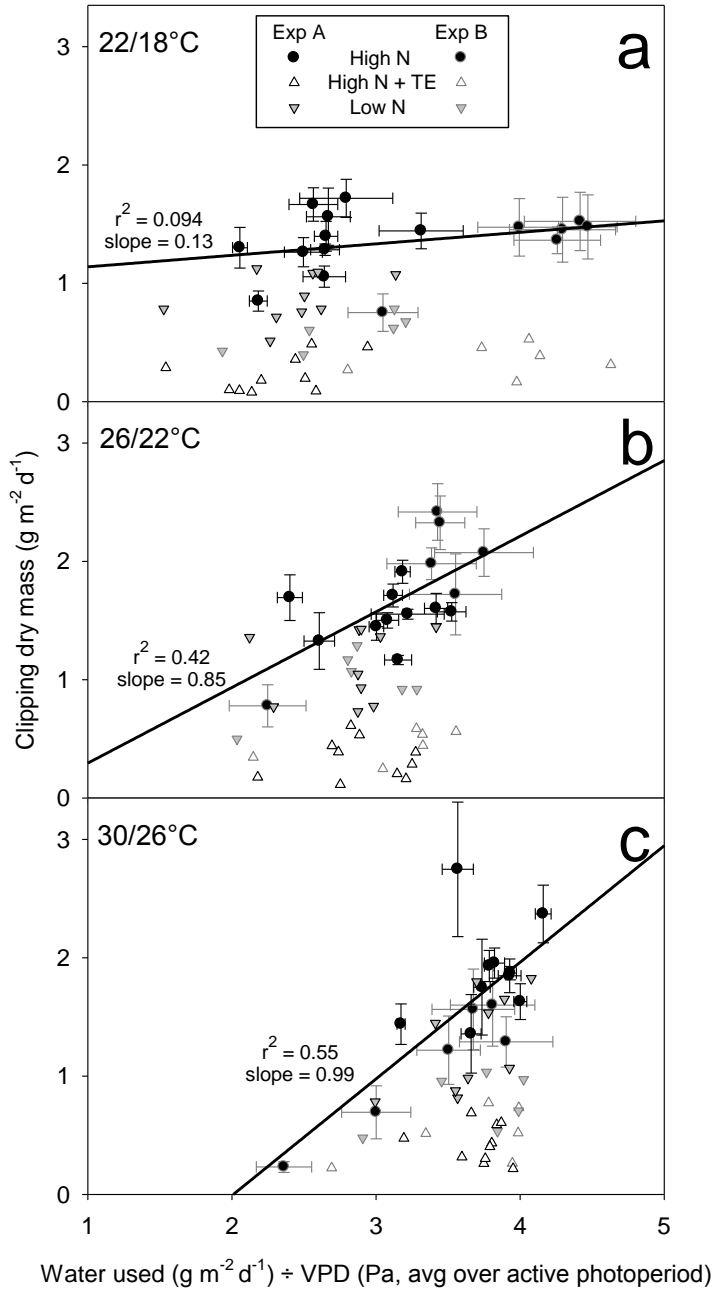 22/18°C
a
Exp A Exp B
High N
High N + TE
Low N
r² = 0.094
slope = 0.13
3
2
1
0
26/22°C
b
r² = 0.42
slope = 0.85
3
2
1
0
Clipping dry mass (g m⁻² d⁻¹)
30/26°C
c
r² = 0.55
slope = 0.99
3
2
1
0
1 2 3 4 5
Water used (g m⁻² d⁻¹) ÷ VPD (Pa, avg over active photoperiod)